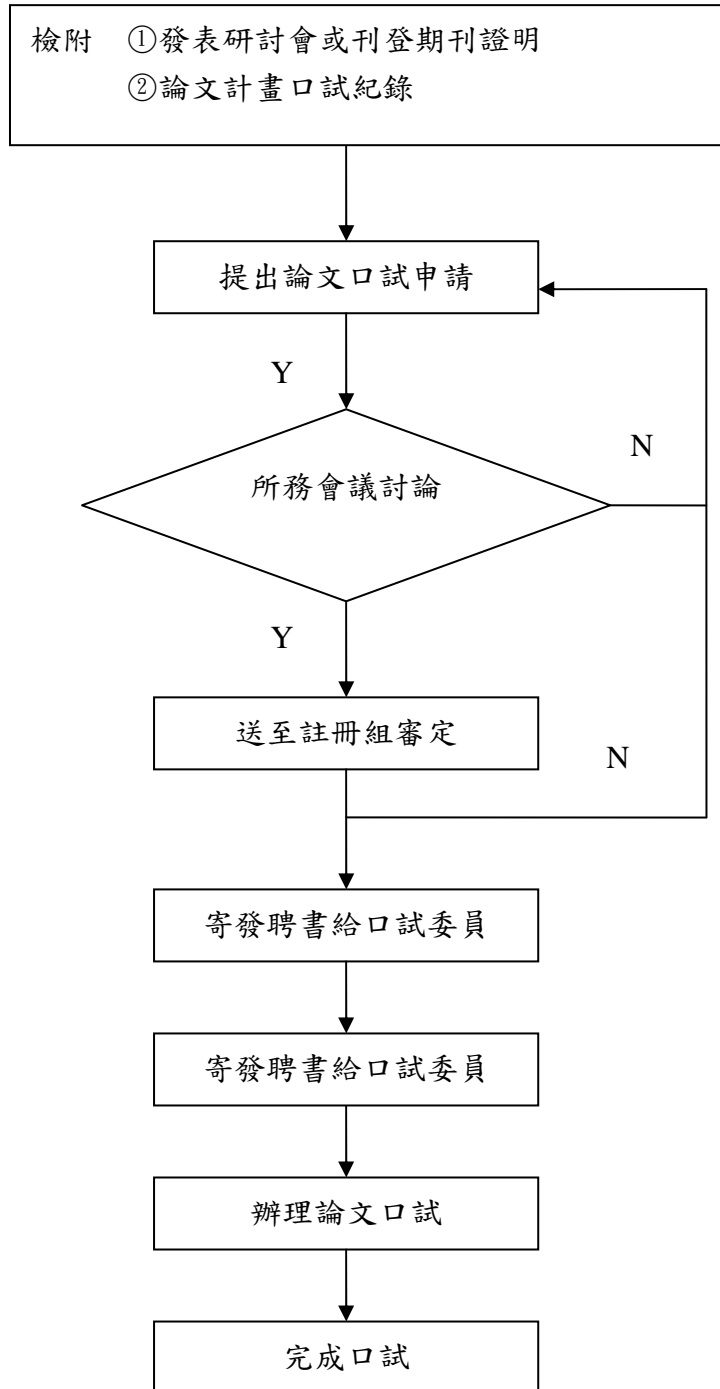 檢附 ①發表研討會或刊登期刊證明
②論文計畫口試紀錄
提出論文口試申請
Y
所務會議討論
N
Y
送至註冊組審定
N
寄發聘書給口試委員
寄發聘書給口試委員
辦理論文口試
完成口試